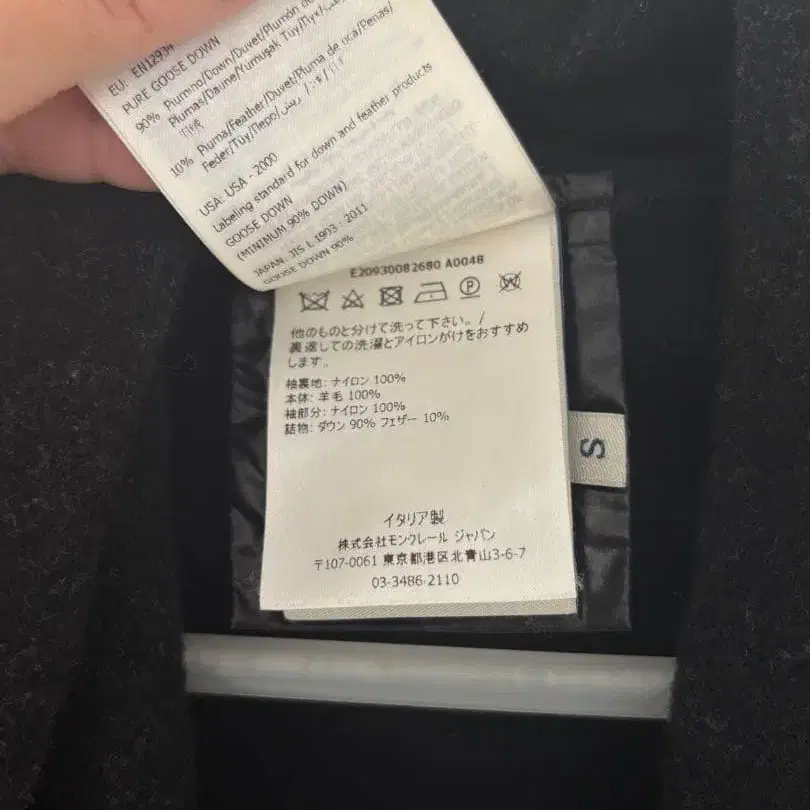 EU: EN12934
PURE GOOSE DOWN
90% Piumino/Down/Duvet/Plumón de
Plumas/Daune/Yumuşak Tüy/Пух/
10% Piuma/Feather/Duvet/Pluma de oca/Penas/
Feder/Tüy/Перо/
USA: USA - 2000
Labeling standard for down and feather products
GOOSE DOWN
(MINIMUM 90% DOWN)
JAPAN: JIS L 1903 - 2011
GOOSE DOWN 90%
E20930082680 A0048
P
他のものと分けて洗って下さい。/
裏返しての洗濯とアイロンがけをおすすめ
します。
袖裏地: ナイロン 100%
本体: 羊毛 100%
袖部分: ナイロン 100%
詰物: ダウン 90% フェザー 10%
S
イタリア製
株式会社モンクレール ジャパン
〒107-0061 東京都港区北青山3-6-7
03-3486-2110